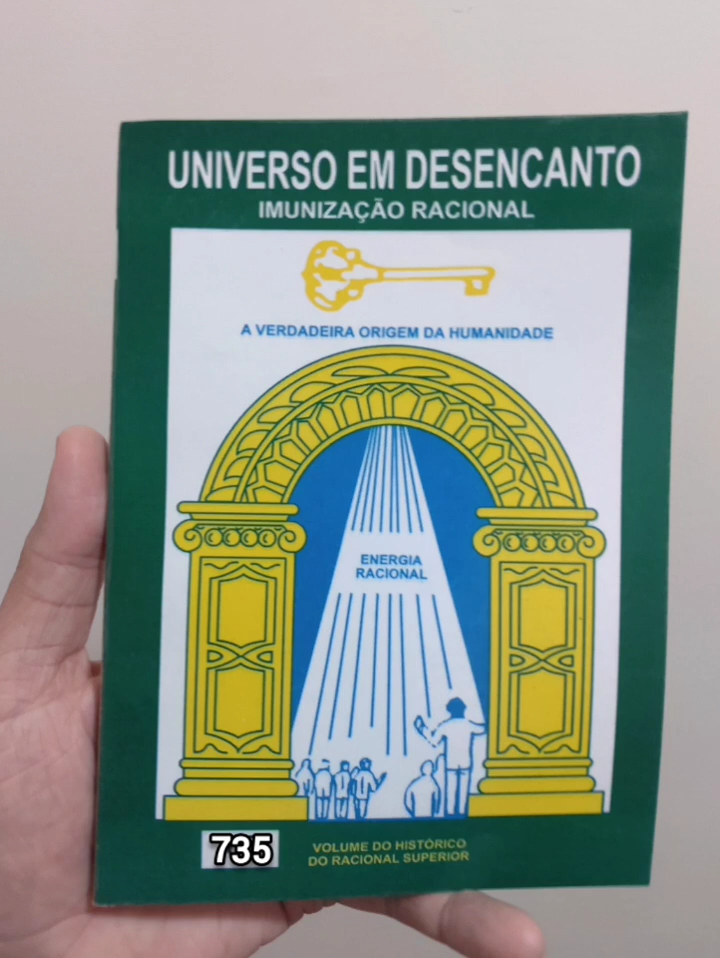 UNIVERSO EM DESENCANTO
IMUNIZAÇÃO RACIONAL
A VERDADEIRA ORIGEM DA HUMANIDADE
ENERGIA
RACIONAL
735
VOLUME DO HISTÓRICO
DO RACIONAL SUPERIOR